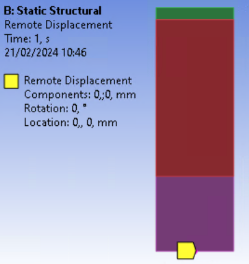 B: Static Structural
Remote Displacement
Time: 1, s
21/02/2024 10:46
Remote Displacement
Components: 0,;0, mm
Rotation: 0, °
Location: 0,, 0, mm